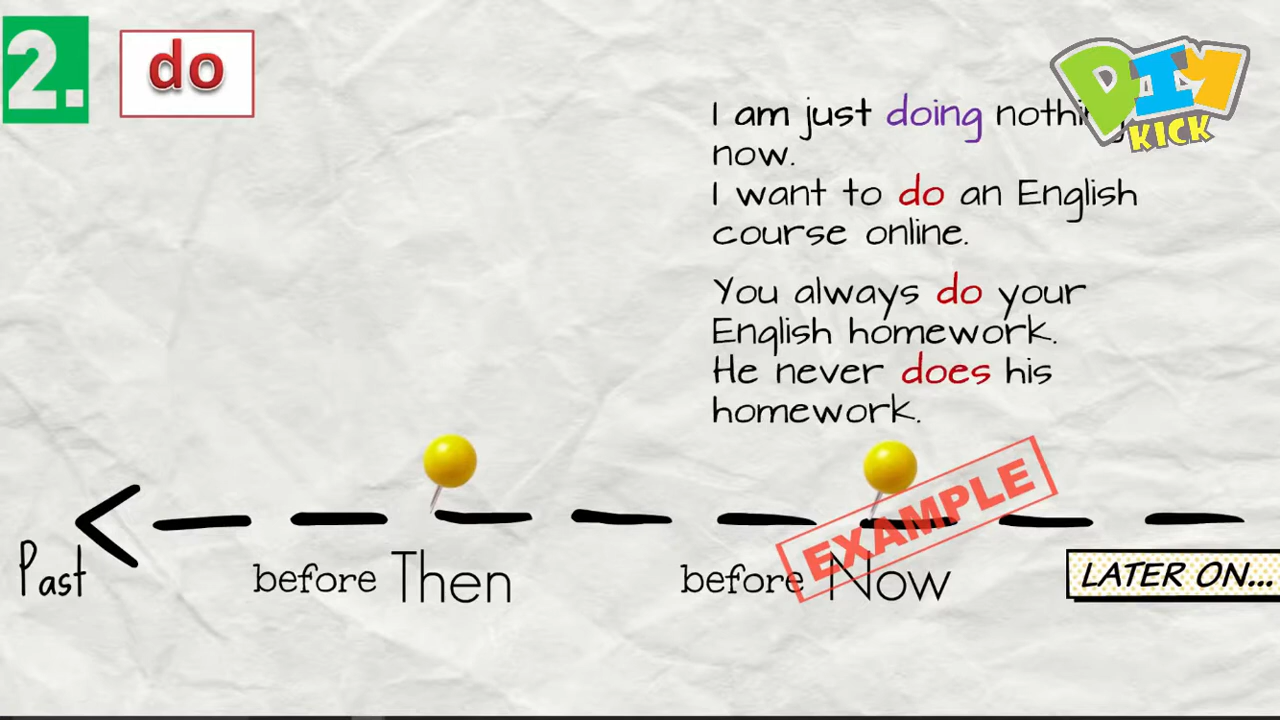 2.
do
DIY
KICK
I am just doing nothing
now.
I want to do an English
course online.
You always do your
English homework.
He never does his
homework.
EXAMPLE
Past
before Then
before Now
LATER ON...